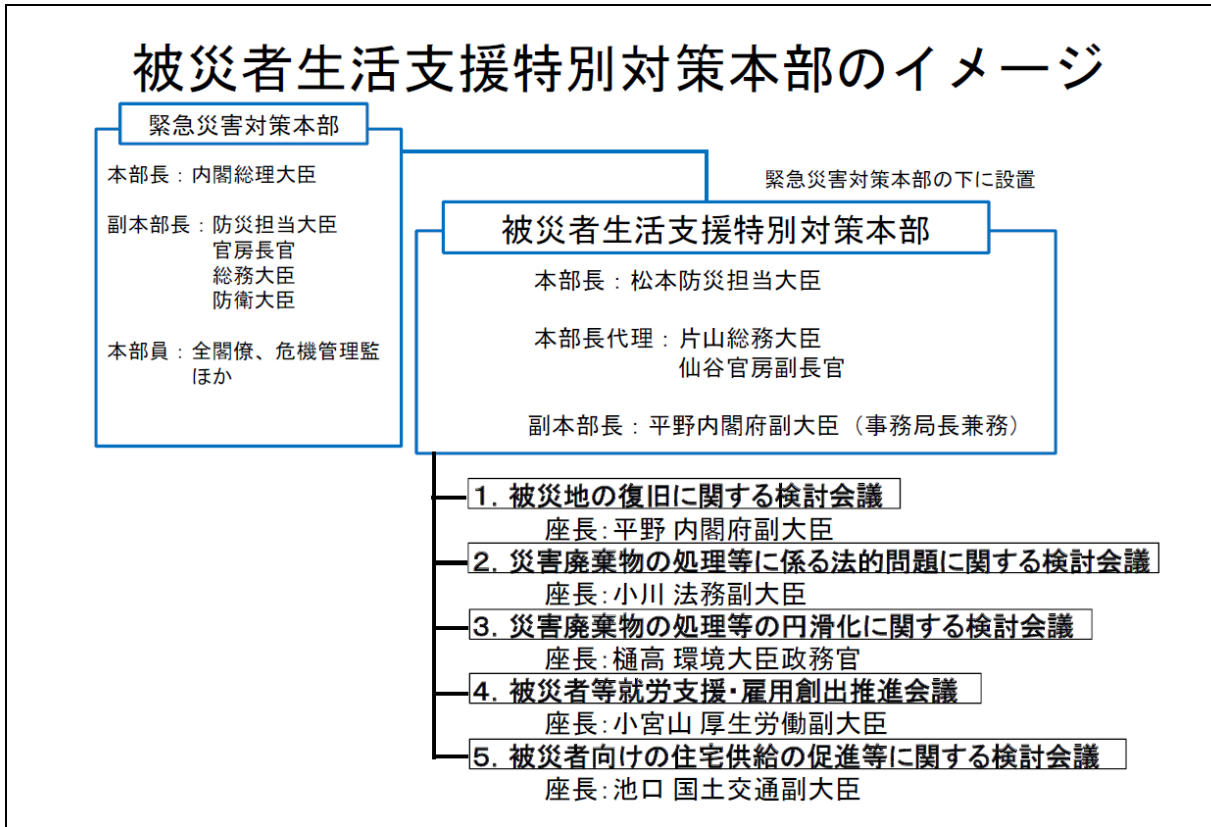 被災者生活支援特別対策本部のイメージ
緊急災害対策本部
本部長：内閣総理大臣
副本部長：防災担当大臣
官房長官
総務大臣
防衛大臣
本部員：全閣僚、危機管理監
ほか
緊急災害対策本部の下に設置
被災者生活支援特別対策本部
本部長：松本防災担当大臣
本部長代理：片山総務大臣
仙谷官房副長官
副本部長：平野内閣府副大臣（事務局長兼務）
１．被災地の復旧に関する検討会議
座長：平野 内閣府副大臣
２．災害廃棄物の処理等に係る法的問題に関する検討会議
座長：小川 法務副大臣
３．災害廃棄物の処理等の円滑化に関する検討会議
座長：樋高 環境大臣政務官
４．被災者等就労支援・雇用創出推進会議
座長：小宮山 厚生労働副大臣
５．被災者向けの住宅供給の促進等に関する検討会議
座長：池口 国土交通副大臣